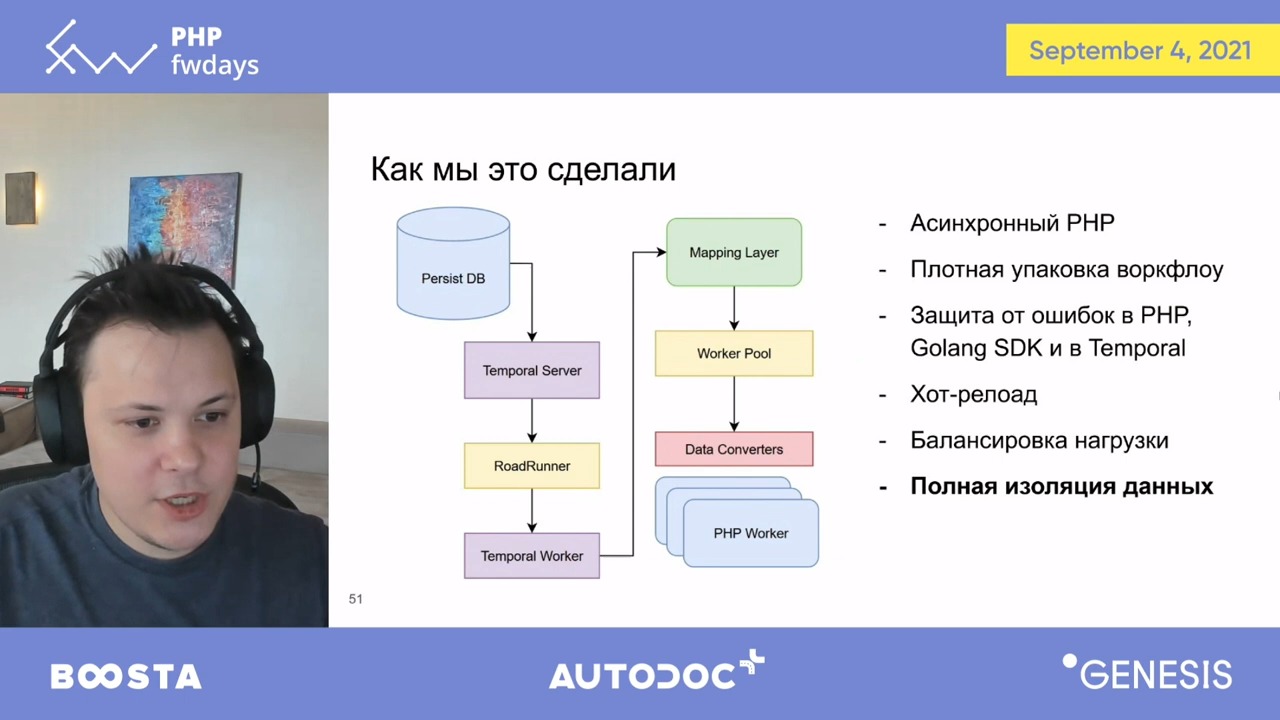 PHP
fwdays
September 4, 2021
Как мы это сделали
Persist DB
Temporal Server
RoadRunner
Temporal Worker
Mapping Layer
Worker Pool
Data Converters
PHP Worker
- Асинхронный PHP
- Плотная упаковка воркфлоу
- Защита от ошибок в PHP,
Golang SDK и в Temporal
- Хот-релоад
- Балансировка нагрузки
- Полная изоляция данных
51
BOOSTA
AUTODOC
GENESIS